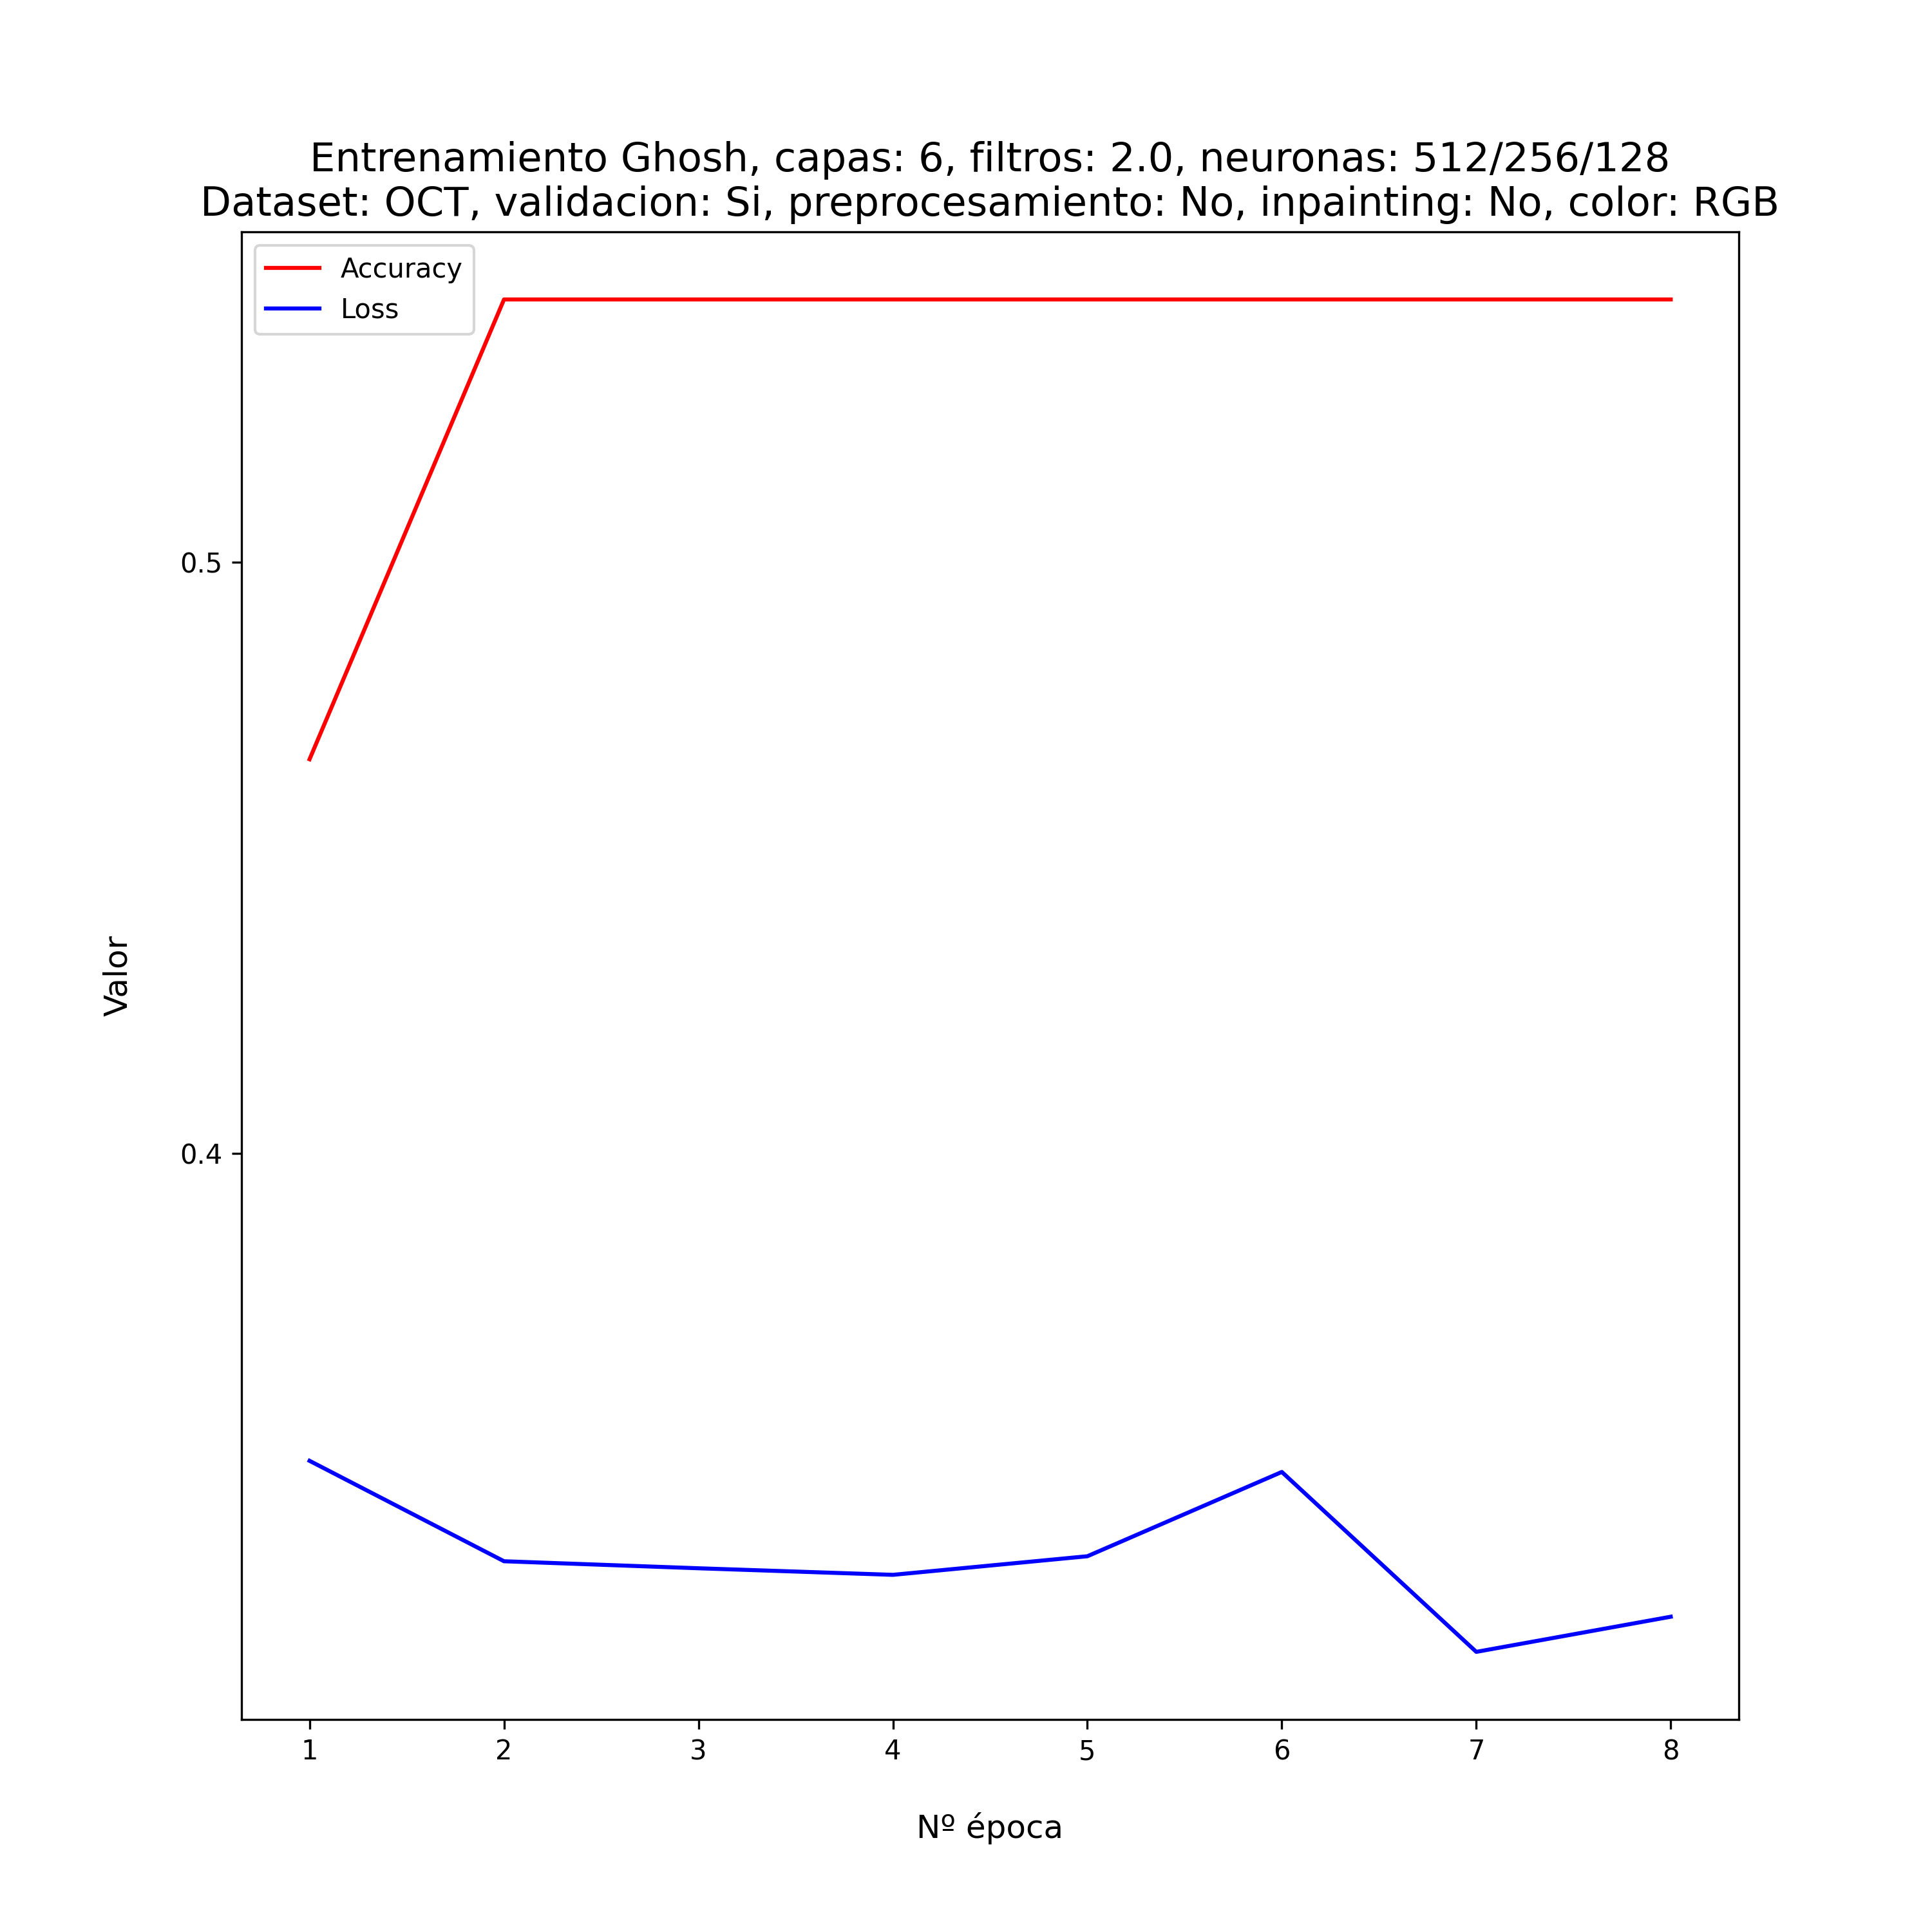 Entrenamiento Ghosh, capas: 6, filtros: 2.0, neuronas: 512/256/128
Dataset: OCT, validacion: Si, preprocesamiento: No, inpainting: No, color: RGB
Accuracy
Loss
0.5
0.4
Valor
1 2 3 4 5 6 7 8
Nº época